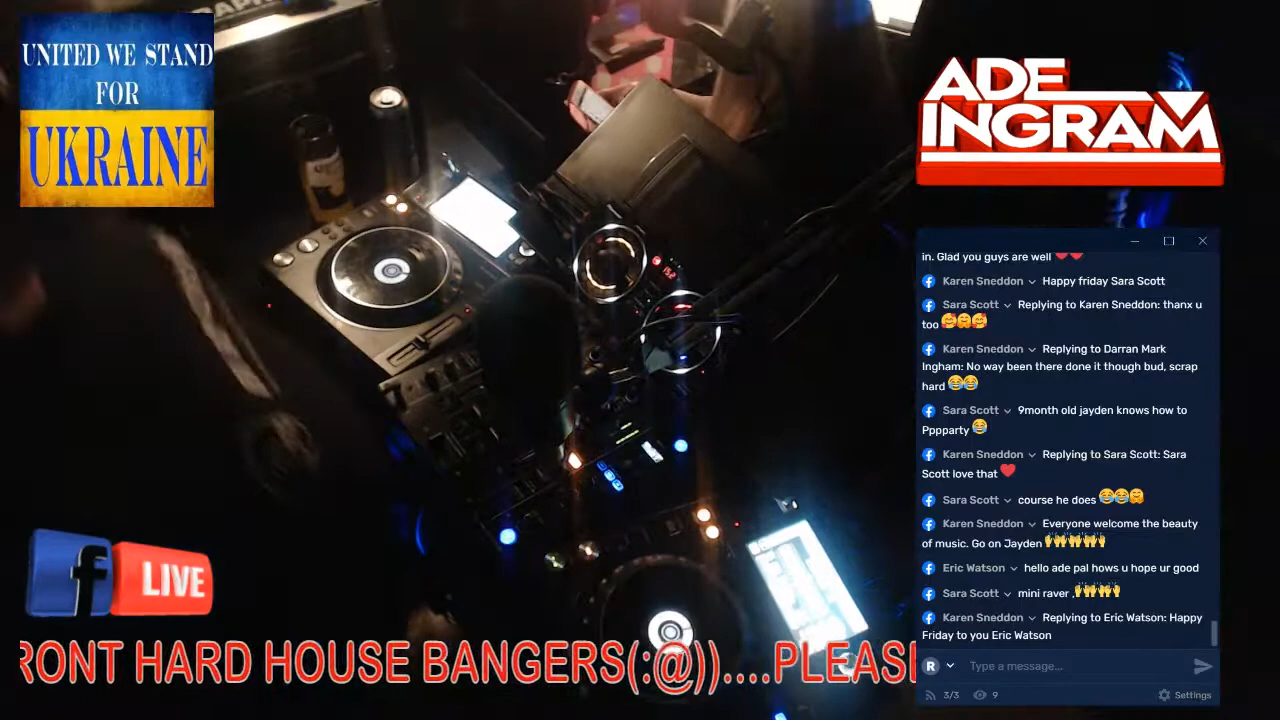 UNITED WE STAND
FOR
UKRAINE
ADE
INGRAM
in. Glad you guys are well ❤️❤️
Karen Sneddon Happy friday Sara Scott
Sara Scott Replying to Karen Sneddon: thanx u
too 🥰🤗🥰
Karen Sneddon Replying to Darran Mark
Ingham: No way been there done it though bud, scrap
hard 😂😂
Sara Scott 9month old jayden knows how to
Pppparty 😂
Karen Sneddon Replying to Sara Scott: Sara
Scott love that ❤️
Sara Scott course he does 😂😂🤗
Karen Sneddon Everyone welcome the beauty
of music. Go on Jayden 🙌🙌🙌🙌
Eric Watson hello ade pal hows u hope ur good
Sara Scott mini raver ,🙌🙌🙌
Karen Sneddon Replying to Eric Watson: Happy
Friday to you Eric Watson
R Type a message...
3/3 9 Settings
f LIVE
RONT HARD HOUSE BANGERS(:@))....PLEASE